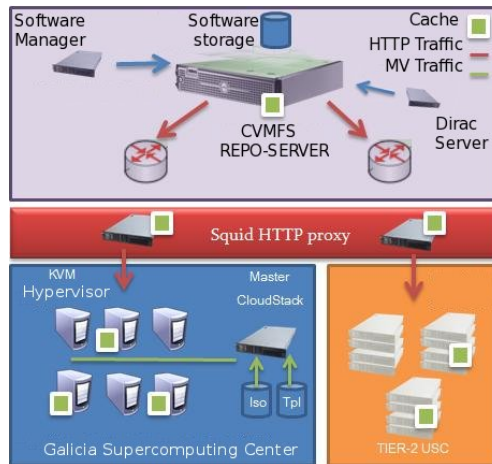 Software
Manager
Software
storage
Cache
HTTP Traffic
MV Traffic
CVMFS
REPO-SERVER
Dirac
Server
Squid HTTP proxy
KVM
Hypervisor
Master
CloudStack
Iso
Tpl
Galicia Supercomputing Center
TIER-2 USC